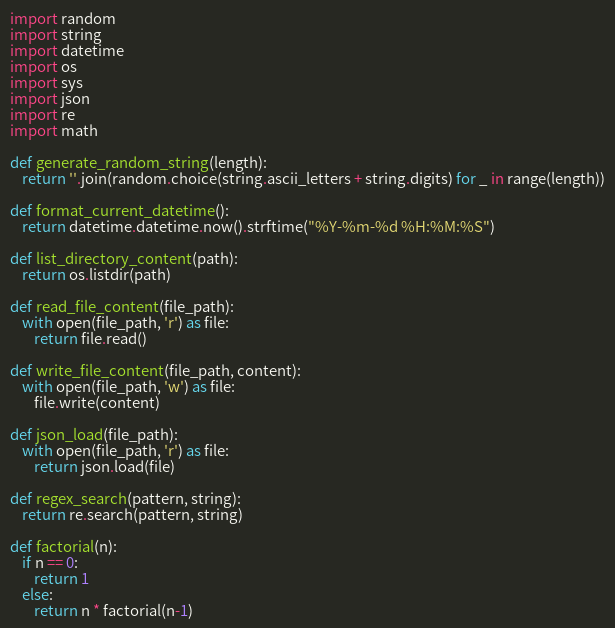 import random
import string
import datetime
import os
import sys
import json
import re
import math

def generate_random_string(length):
    return ''.join(random.choice(string.ascii_letters + string.digits) for _ in range(length))

def format_current_datetime():
    return datetime.datetime.now().strftime("%Y-%m-%d %H:%M:%S")

def list_directory_content(path):
    return os.listdir(path)

def read_file_content(file_path):
    with open(file_path, 'r') as file:
        return file.read()

def write_file_content(file_path, content):
    with open(file_path, 'w') as file:
        file.write(content)

def json_load(file_path):
    with open(file_path, 'r') as file:
        return json.load(file)

def regex_search(pattern, string):
    return re.search(pattern, string)

def factorial(n):
    if n == 0:
        return 1
    else:
        return n * factorial(n-1)